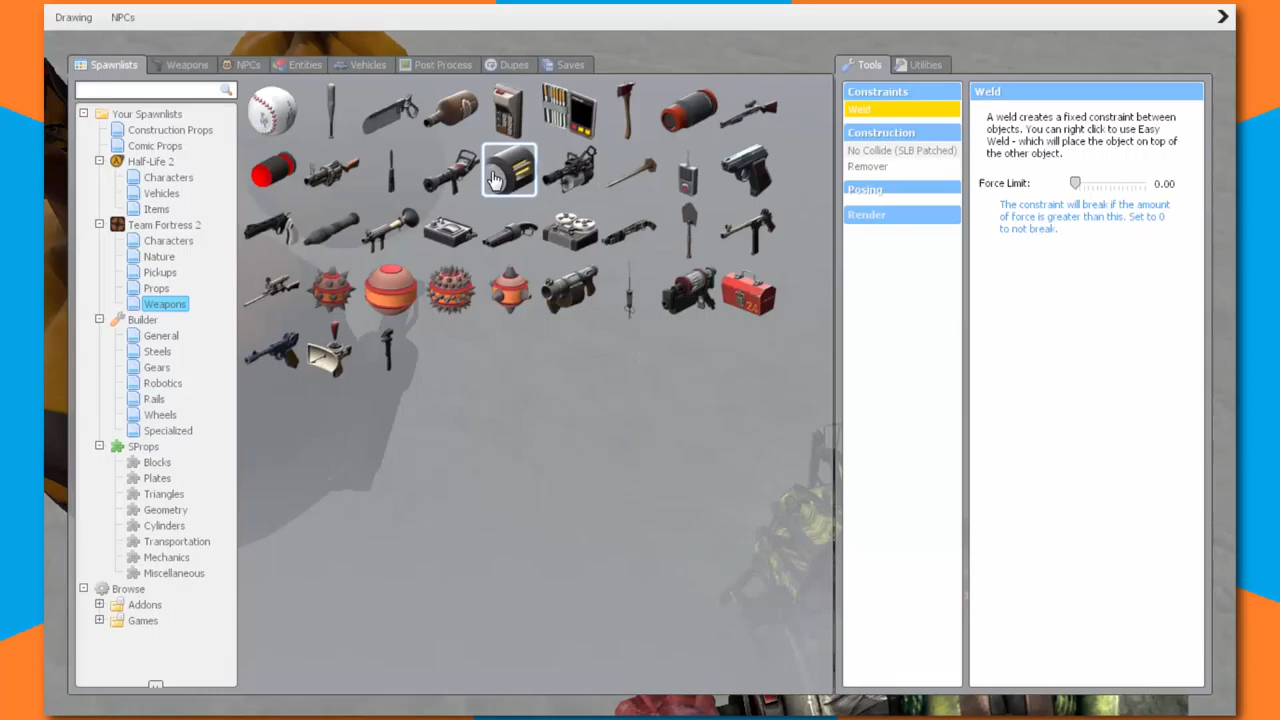 Drawing NPCs
Spawnlists Weapons NPCs Entities Vehicles Post Process Dupes Saves
Your Spawnlists
Construction Props
Comic Props
Half-Life 2
Characters
Vehicles
Items
Team Fortress 2
Characters
Nature
Pickups
Props
Weapons
Builder
General
Steels
Gears
Robotics
Rails
Wheels
Specialized
SProps
Blocks
Plates
Triangles
Geometry
Cylinders
Transportation
Mechanics
Miscellaneous
Browse
Addons
Games
Tools Utilities
Constraints
Weld
Construction
No Collide (SLB Patched)
Remover
Posing
Render
Weld
A weld creates a fixed constraint between
objects. You can right click to use Easy
Weld - which will place the object on top of
the other object.
Force Limit: 0.00
The constraint will break if the amount
of force is greater than this. Set to 0
to not break.